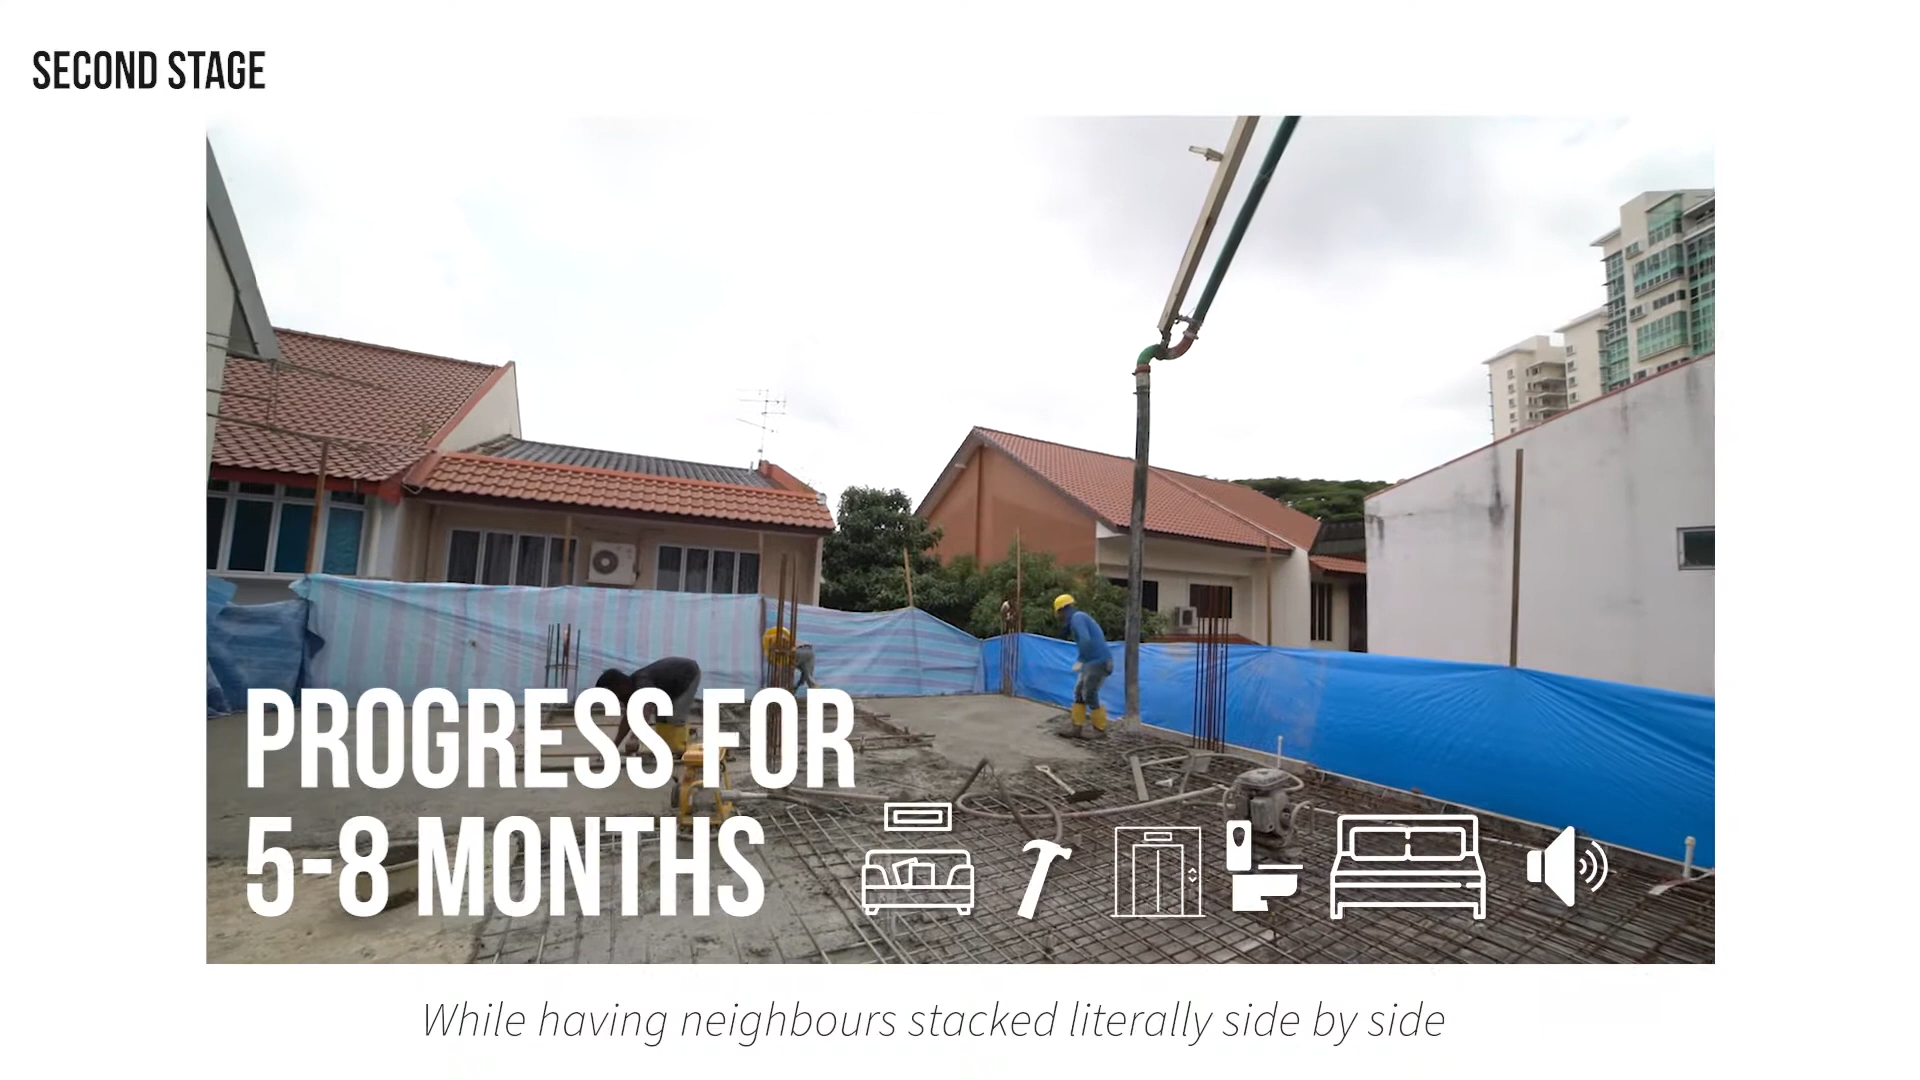 SECOND STAGE
PROGRESS FOR
5-8 MONTHS
While having neighbours stacked literally side by side